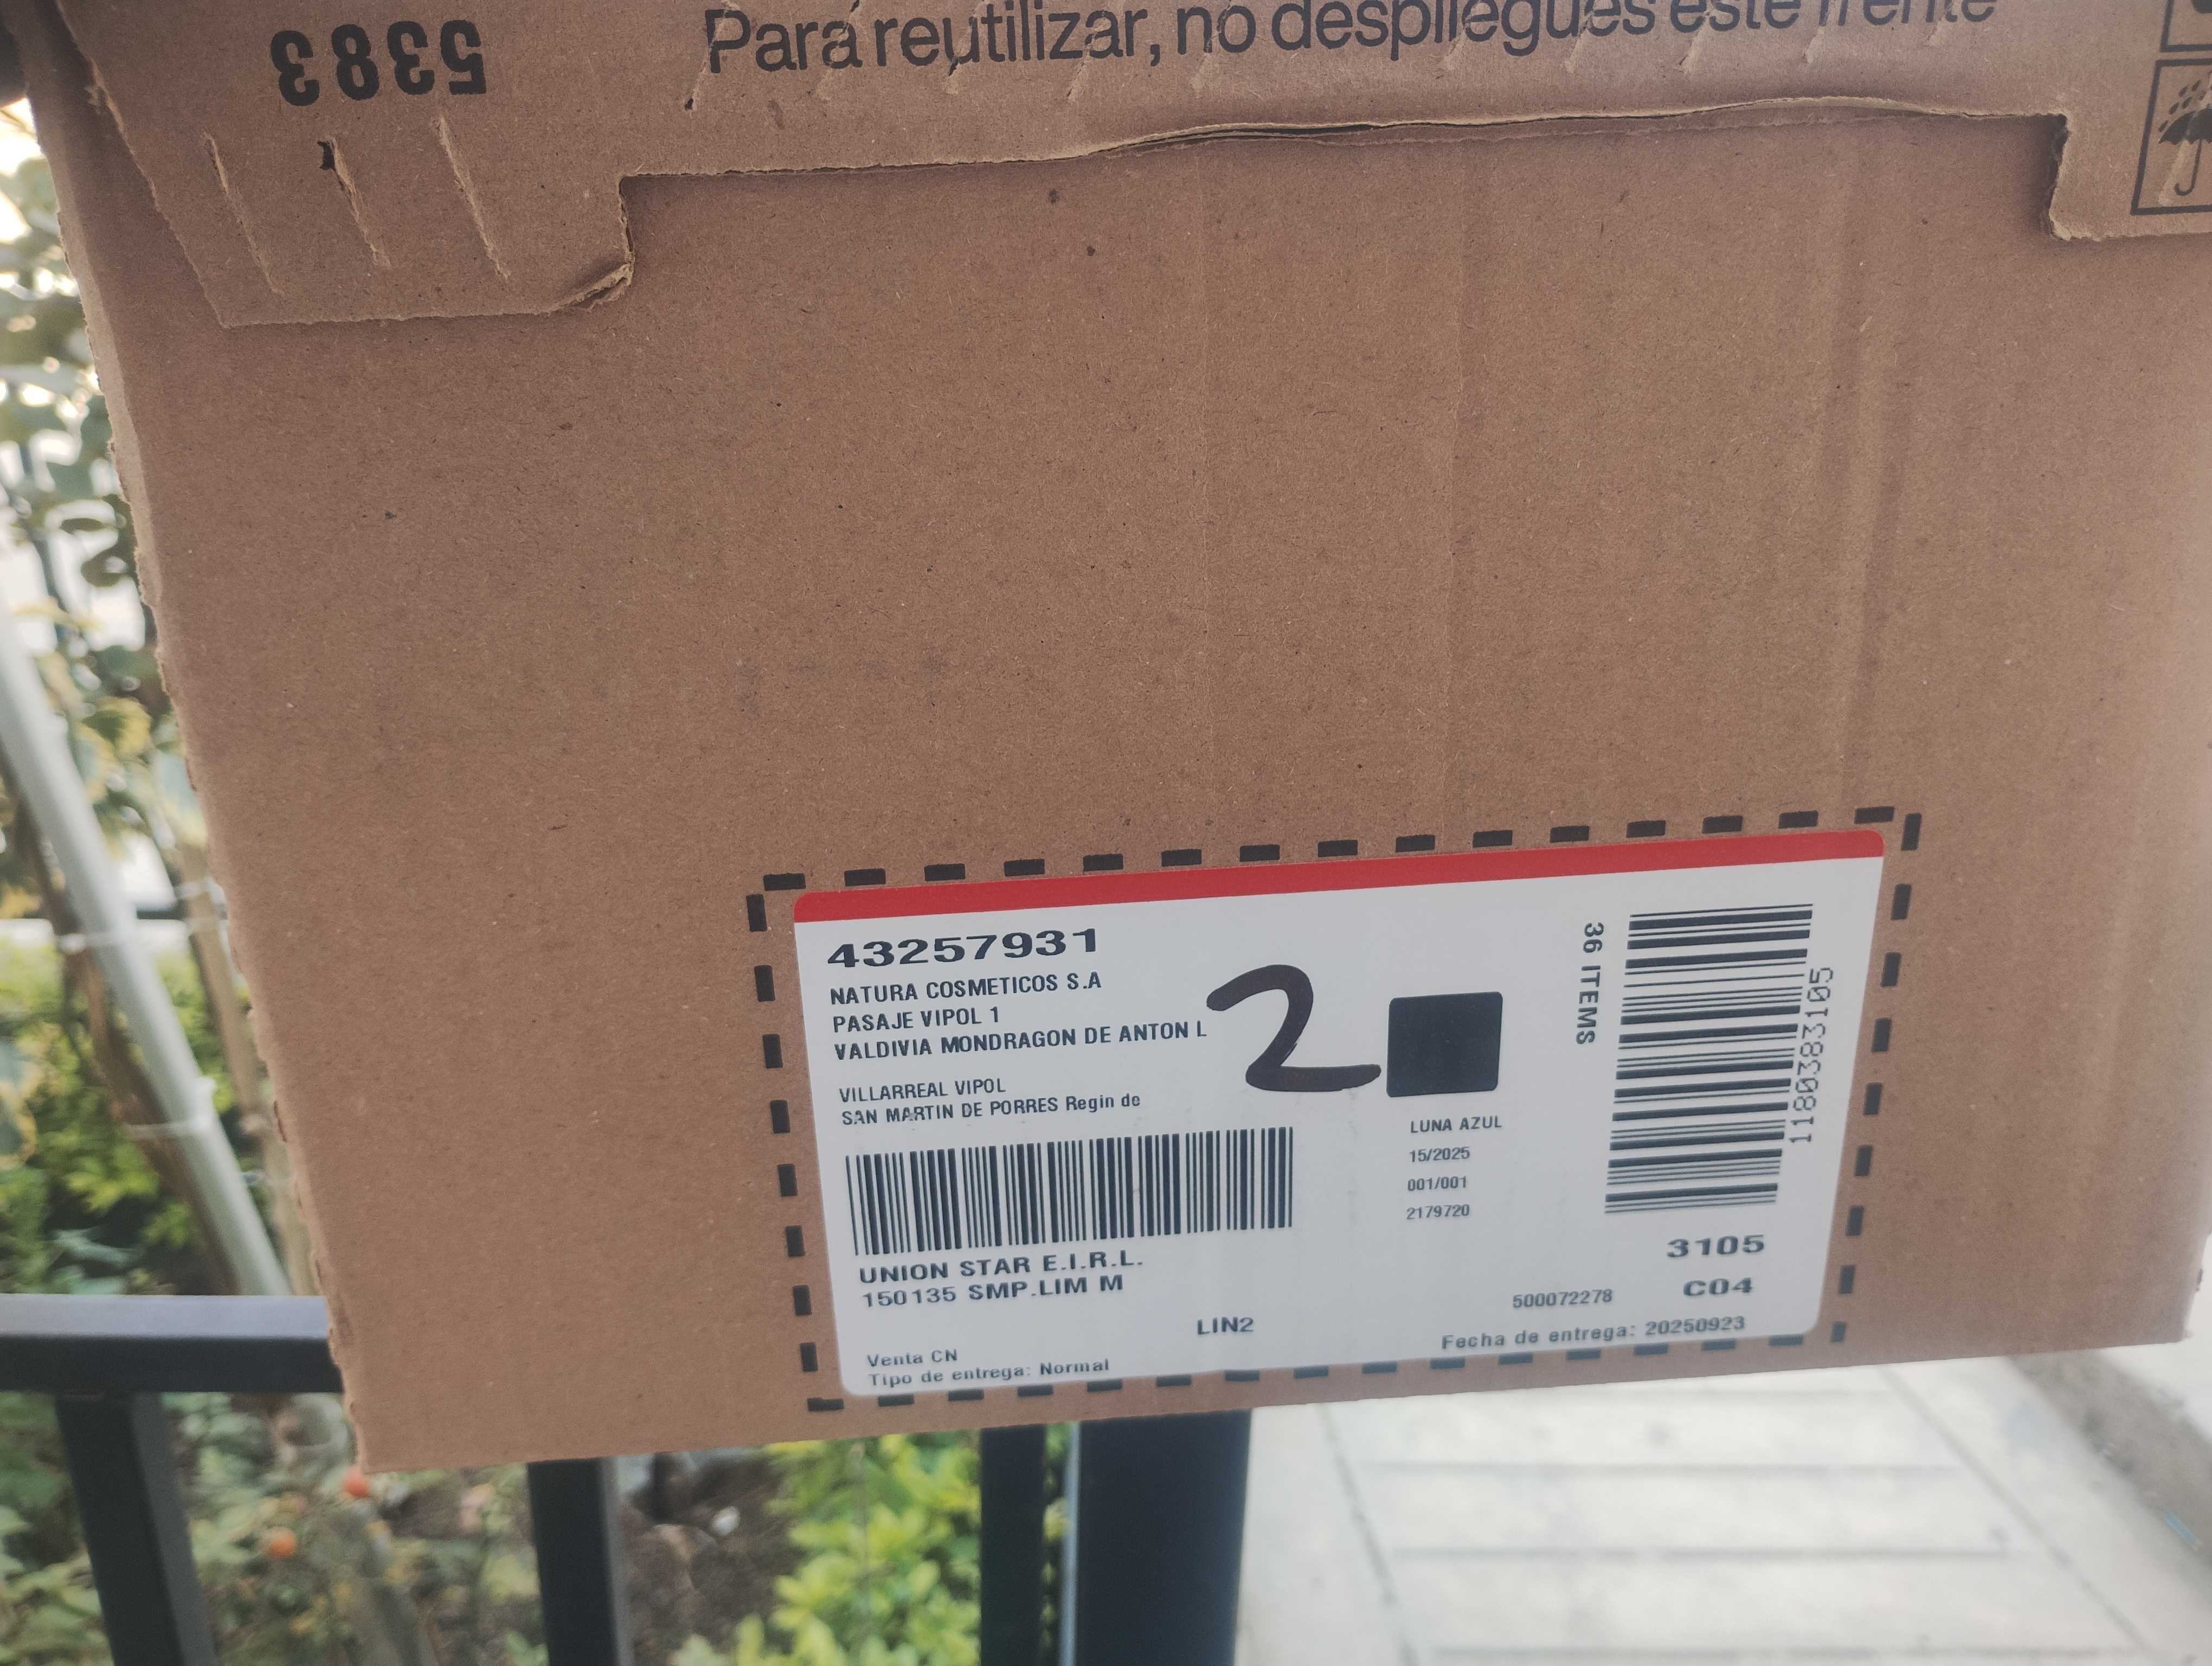 5383
Para reutilizar, no despliegues este frente
43257931
NATURA COSMETICOS S.A
PASAJE VIPOL 1
VALDIVIA MONDRAGON DE ANTON L
VILLARREAL VIPOL
SAN MARTIN DE PORRES Regin de
2
LUNA AZUL
15/2025
001/001
2179720
36 ITEMS
1180383105
UNION STAR E.I.R.L.
150135 SMP.LIM M
LIN2
3105
C04
500072278
Fecha de entrega: 20250923
Venta CN
Tipo de entrega: Normal